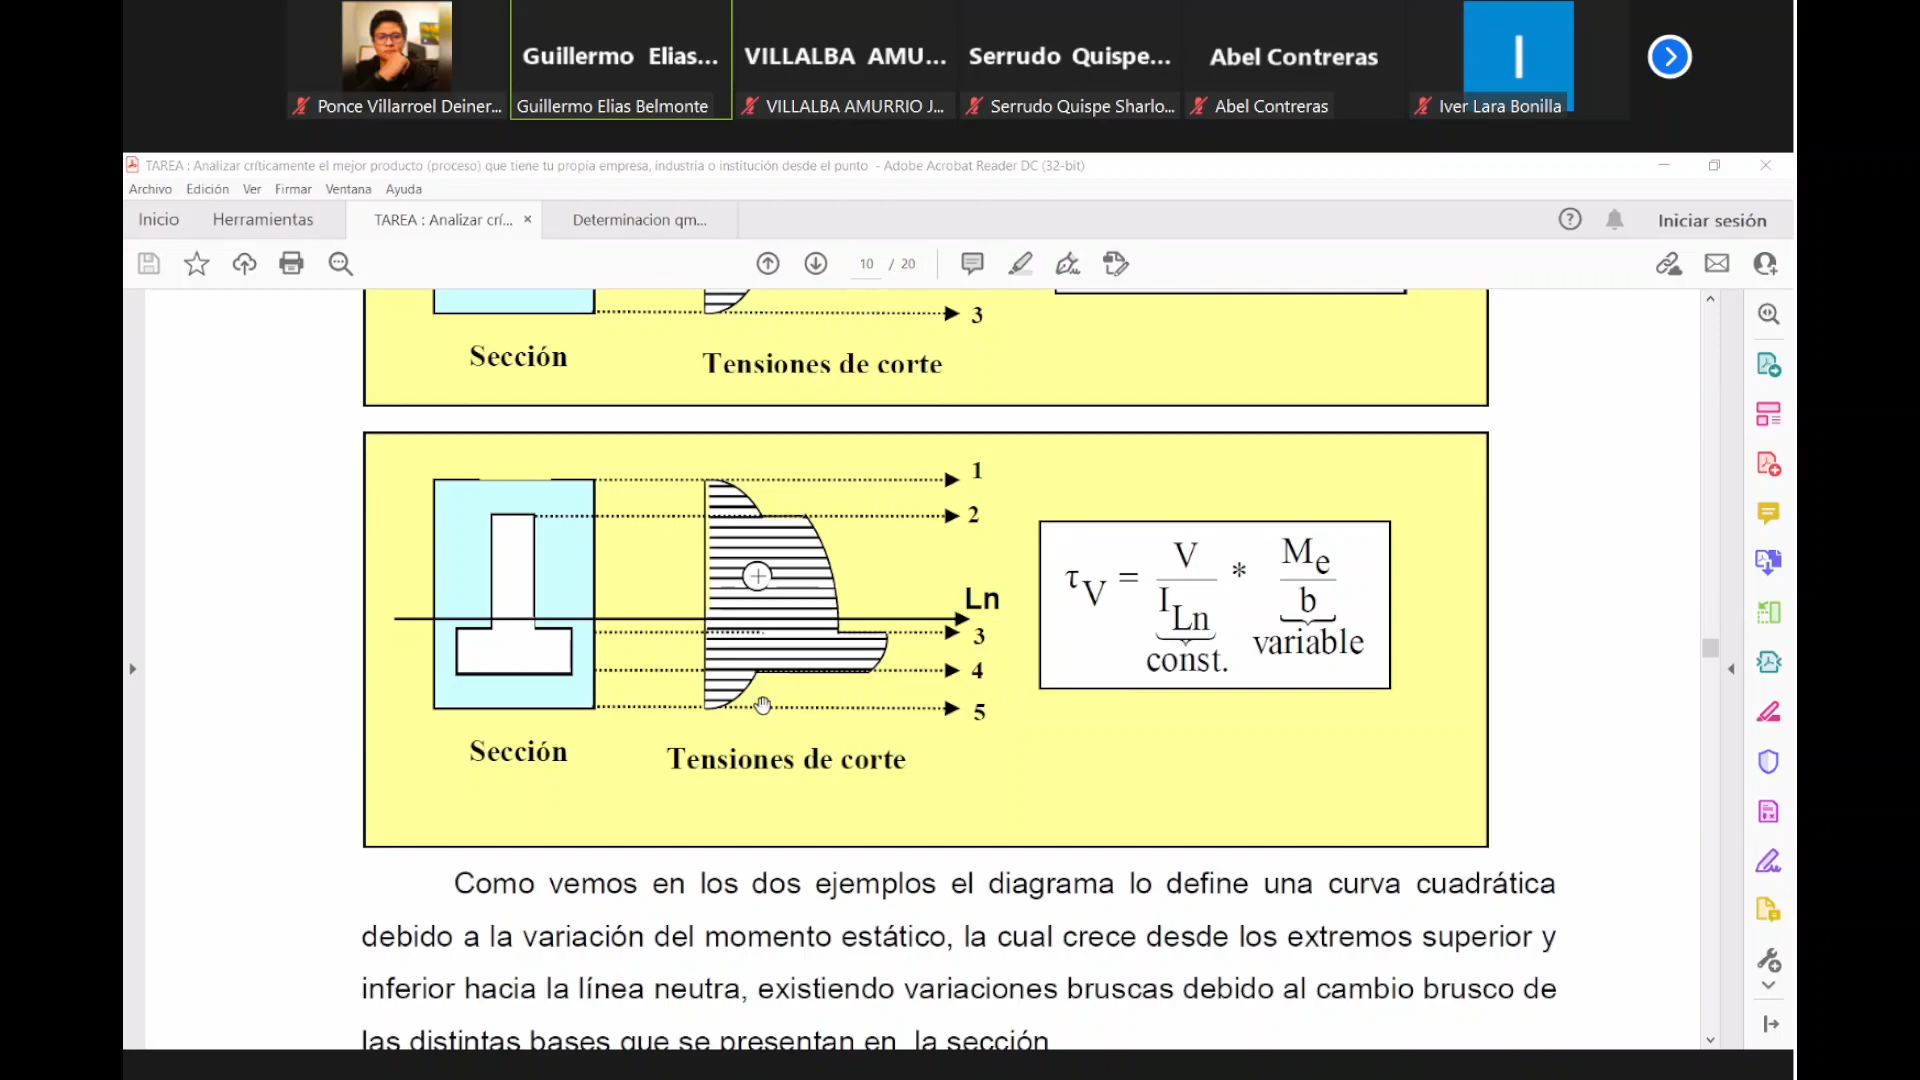 Guillermo Elias...
VILLALBA AMU...
Serrudo Quispe...
Abel Contreras
I
Ponce Villarroel Deiner...
Guillermo Elias Belmonte
VILLALBA AMURRIO J...
Serrudo Quispe Sharlo...
Abel Contreras
Iver Lara Bonilla
TAREA : Analizar críticamente el mejor producto (proceso) que tiene tu propia empresa, industria o institución desde el punto - Adobe Acrobat Reader DC (32-bit)
Archivo Edición Ver Firmar Ventana Ayuda
Inicio Herramientas TAREA : Analizar crí... × Determinacion qm... Iniciar sesión
10 / 20
3
Sección Tensiones de corte
1
2
Ln
3
4
5
τV = V / ILn * Me / b
const. variable
Sección Tensiones de corte
Como vemos en los dos ejemplos el diagrama lo define una curva cuadrática
debido a la variación del momento estático, la cual crece desde los extremos superior y
inferior hacia la línea neutra, existiendo variaciones bruscas debido al cambio brusco de
las distintas bases que se presentan en la sección